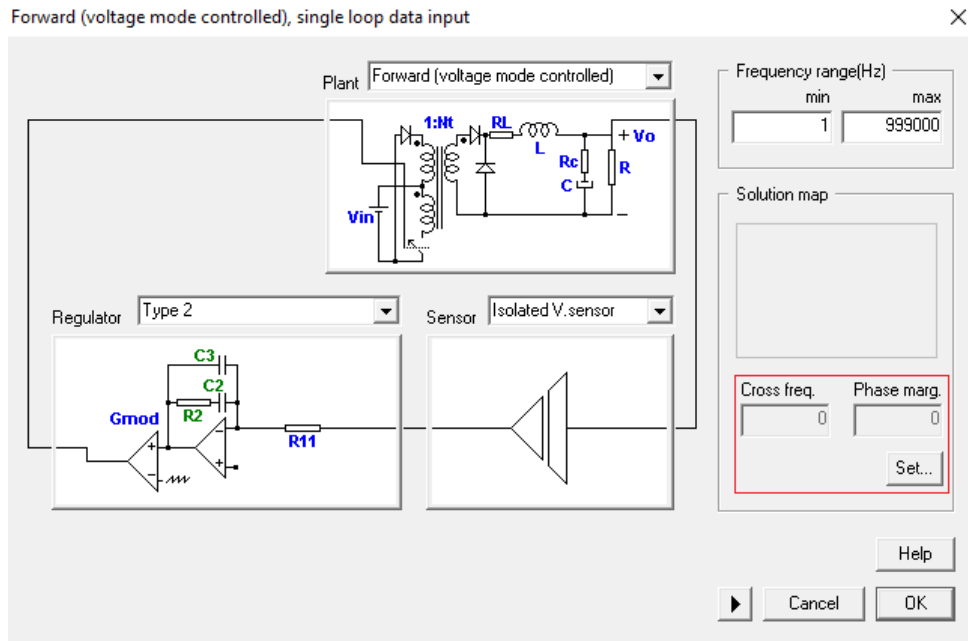 Forward (voltage mode controlled), single loop data input
Plant Forward (voltage mode controlled)
1:Nt
RL
L
+ Vo
Rc
C
R
Vin
−
Frequency range(Hz)
min max
1 999000
Solution map
Regulator Type 2
C3
C2
R2
Gmod
R11
Sensor Isolated V.sensor
Cross freq. Phase marg.
0 0
Set...
Help
Cancel OK